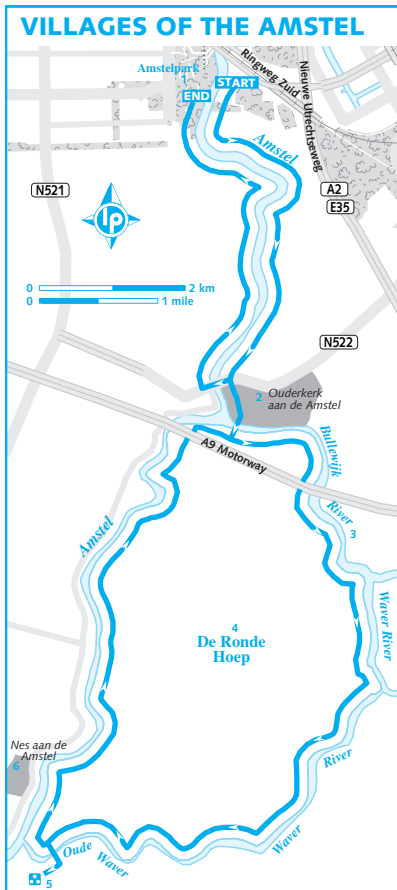 VILLAGES OF THE AMSTEL
Amstelpark
1
START
END
Ringweg Zuid
Nieuwe Utrechtseweg
Amstel
N521
A2
E35
lp
0 2 km
0 1 mile
N522
2
Ouderkerk
aan de Amstel
A9 Motorway
Bullewijk
River
3
Amstel
4
De Ronde
Hoep
Waver River
Nes aan de
Amstel
6
River
Waver
Oude
Waver
5